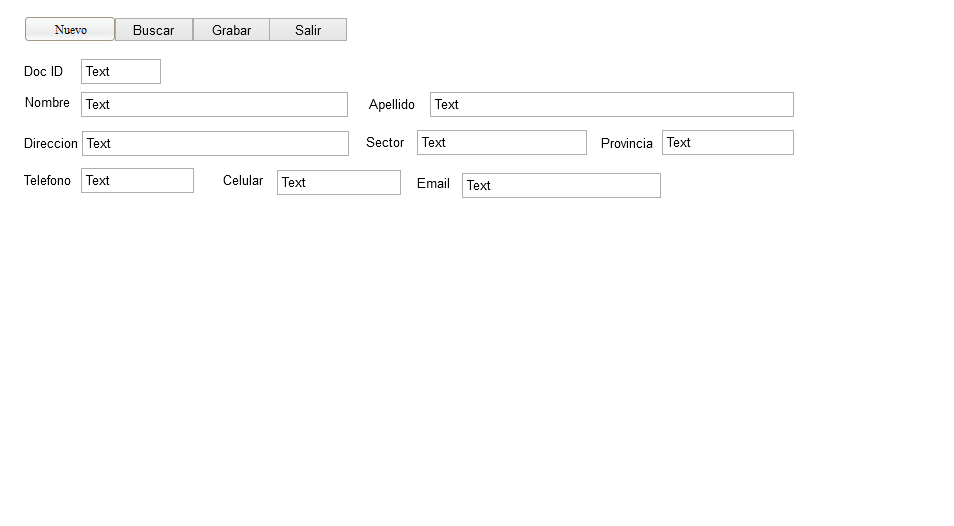 Nuevo Buscar Grabar Salir
Doc ID Text
Nombre Text Apellido Text
Direccion Text Sector Text Provincia Text
Telefono Text Celular Text Email Text